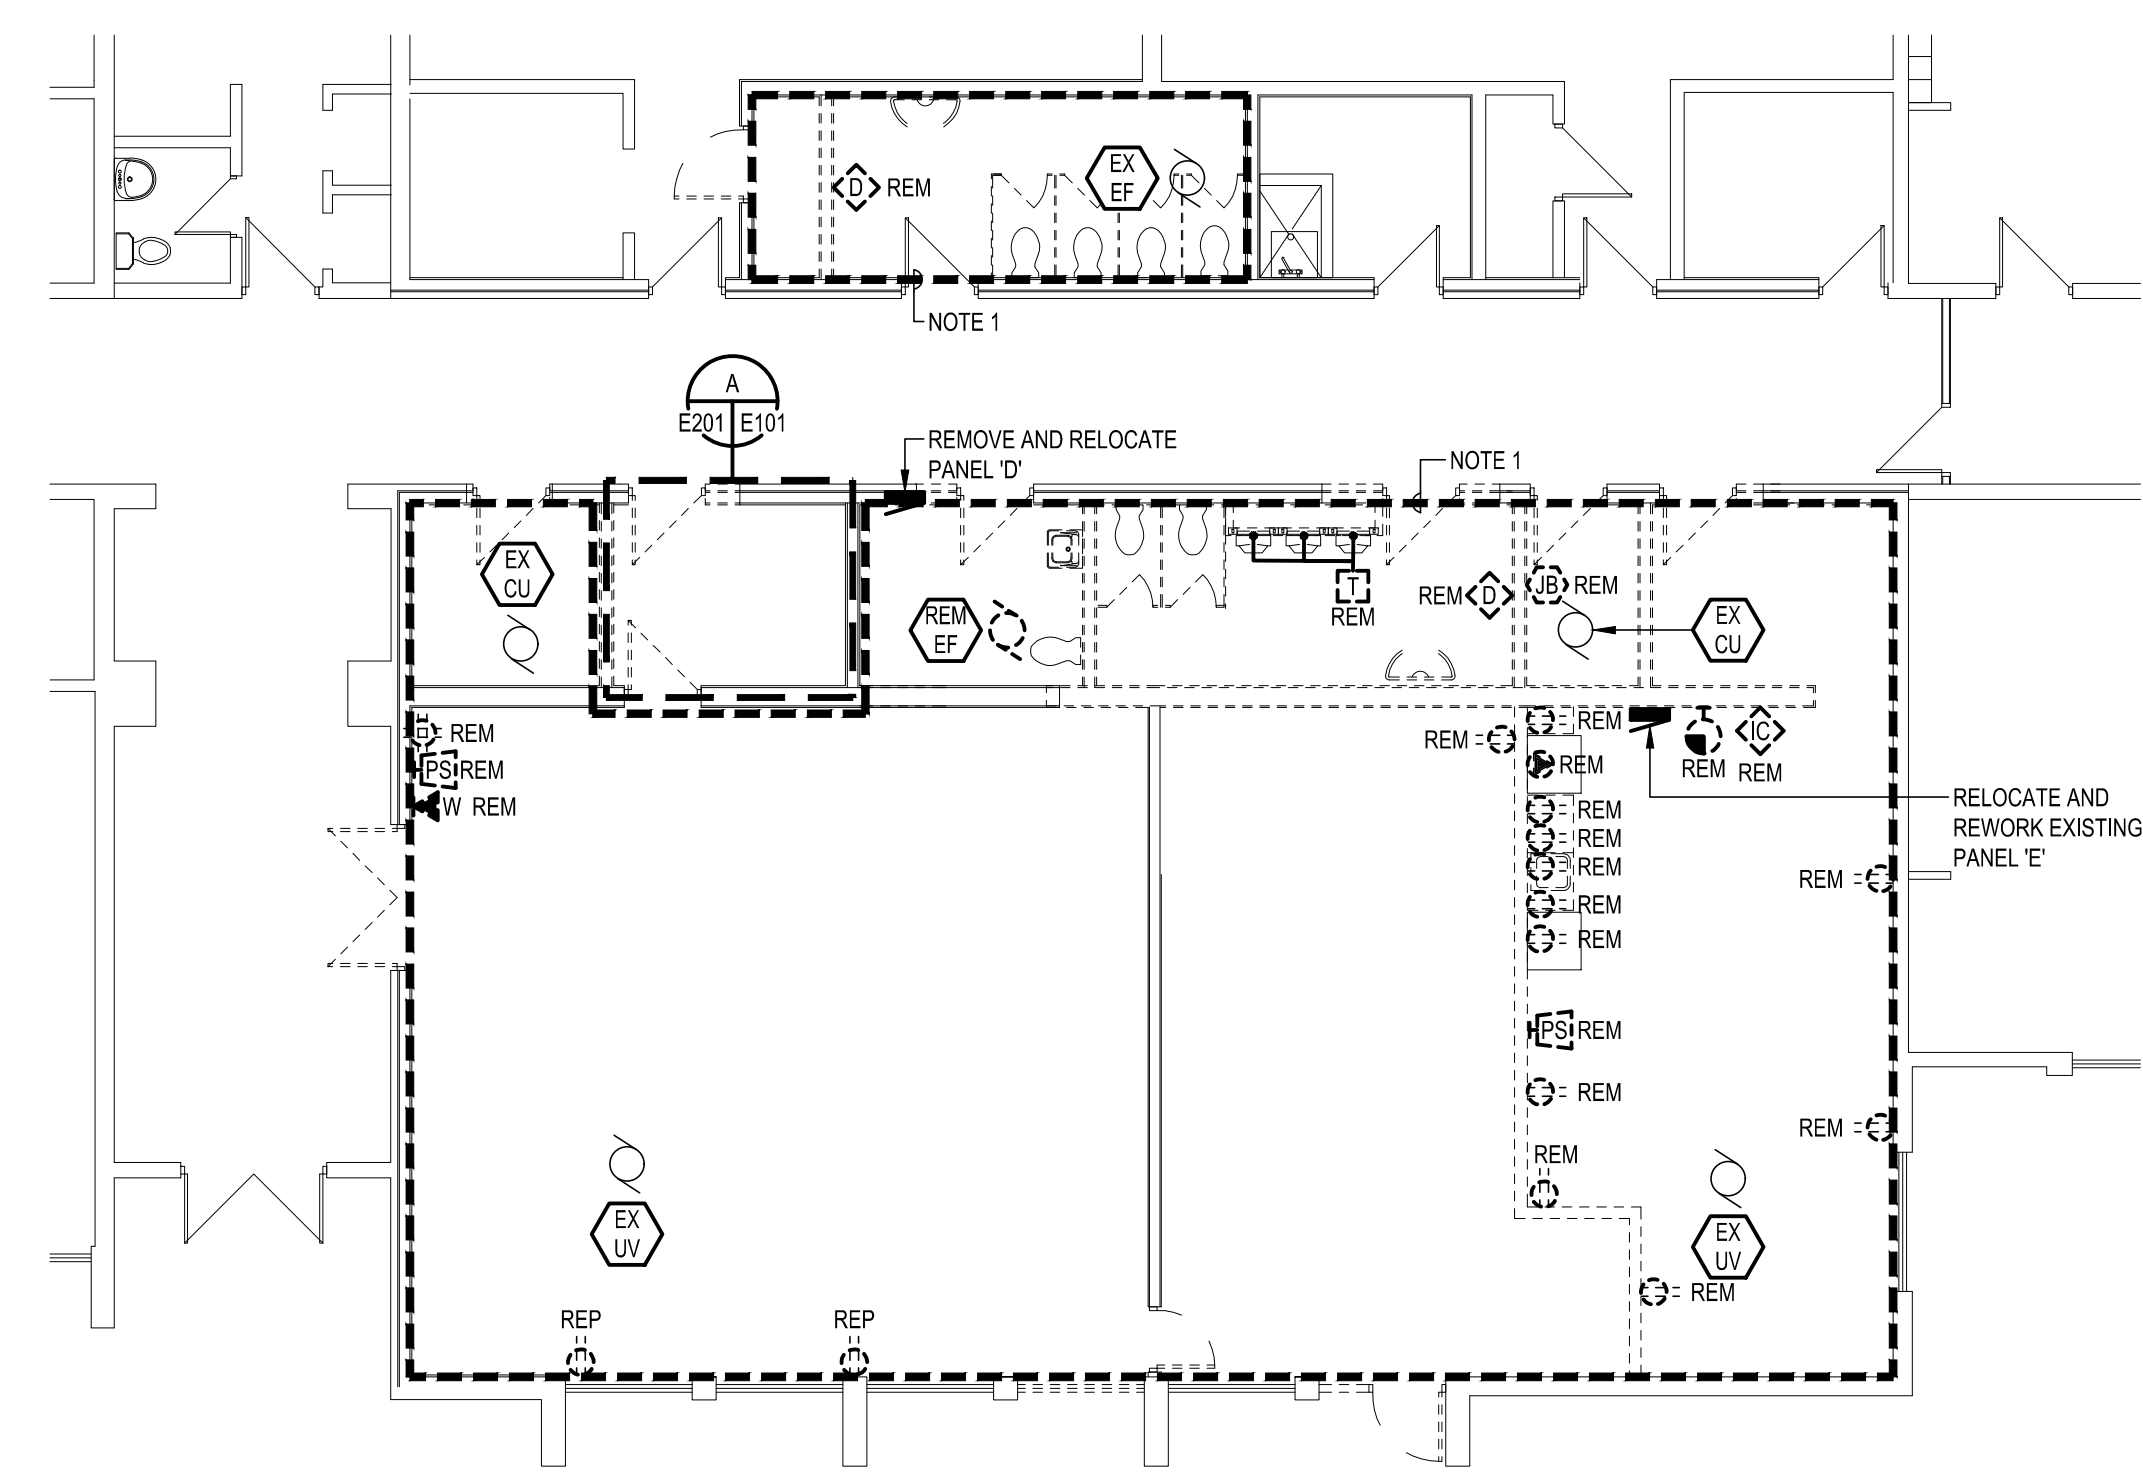 EX
EF
D REM
NOTE 1
A
E201 E101
REMOVE AND RELOCATE
PANEL 'D'
NOTE 1
EX
CU
T
REM
REM D
JB REM
REM
EF
EX
CU
REM
PS REM
W REM
REM
REM
REM
REM
IC
REM
RELOCATE AND
REWORK EXISTING
PANEL 'E'
REM
REM
REM
REM
REM
REM
PS REM
REM
REM
REM
EX
UV
EX
UV
REM
REP
REP